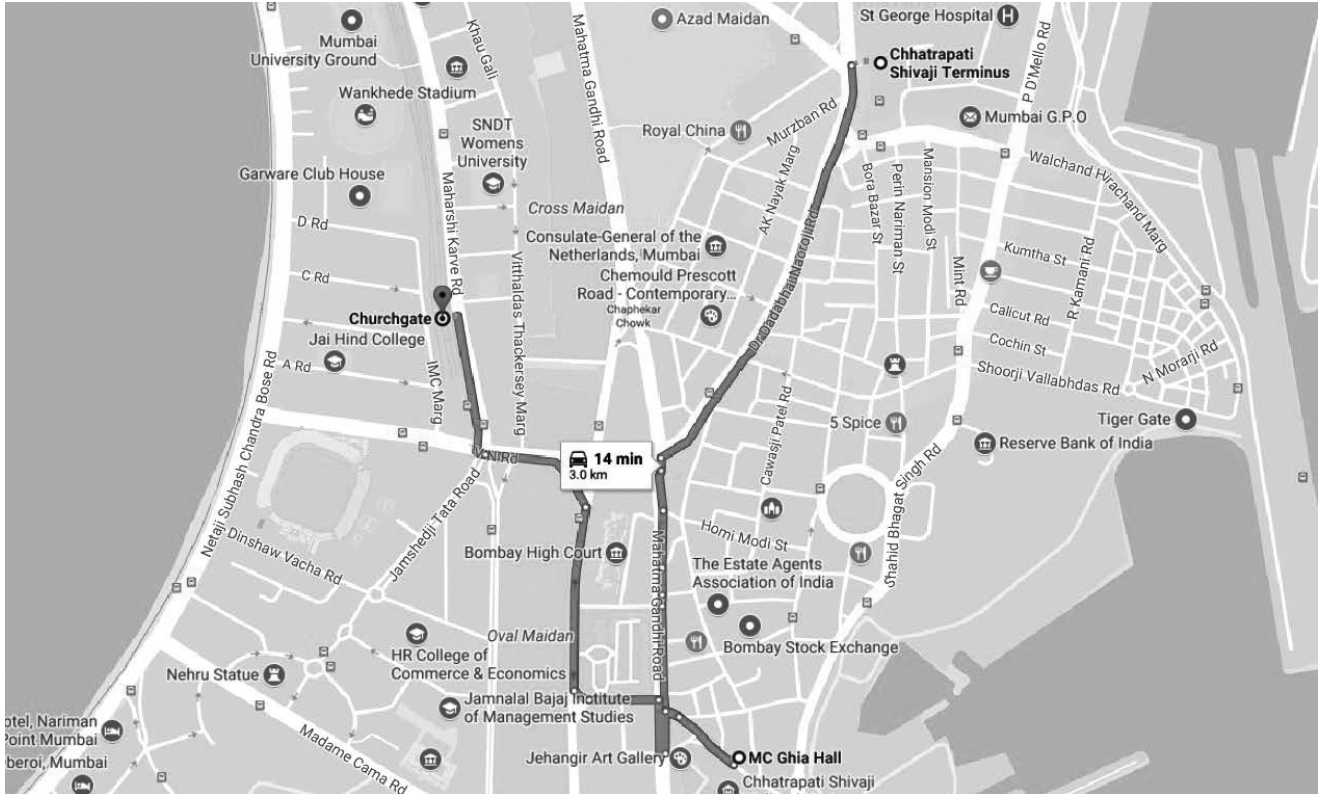 Azad Maidan
St George Hospital
Mumbai
University Ground
Khau Gali
Mahatma Gandhi Road
Chhatrapati
Shivaji Terminus
P D'Mello Rd
Wankhede Stadium
SNDT
Womens
University
Royal China
Murzban Rd
Mumbai G.P.O
Garware Club House
Maharshi Karve Rd
AK Nayak Marg
Bora Bazar St
Perin Nariman St
Mansion Modi St
Walchand Hirachand Marg
D Rd
Cross Maidan
Consulate-General of the
Netherlands, Mumbai
Kumtha St
C Rd
Vitthaldas Thackersey Marg
Chemould Prescott
Road - Contemporary...
Chaphekar
Chowk
Dr Dadabhai Naoroji Rd
Mint Rd
R Kamani Rd
Churchgate
Jai Hind College
Calicut Rd
Cochin St
A Rd
IMC Marg
Shoorji Vallabhdas Rd
N Morarji Rd
Netaji Subhash Chandra Bose Rd
Cawasji Patel Rd
5 Spice
Tiger Gate
Reserve Bank of India
V N Rd
14 min
3.0 km
Shahid Bhagat Singh Rd
Jamshedji Tata Road
Dinshaw Vacha Rd
Bombay High Court
Mahatma Gandhi Road
Homi Modi St
The Estate Agents
Association of India
Oval Maidan
HR College of
Commerce & Economics
Bombay Stock Exchange
Nehru Statue
Jamnalal Bajaj Institute
of Management Studies
otel, Nariman
Point Mumbai
Madame Cama Rd
Jehangir Art Gallery
MC Ghia Hall
beroi, Mumbai
Chhatrapati Shivaji